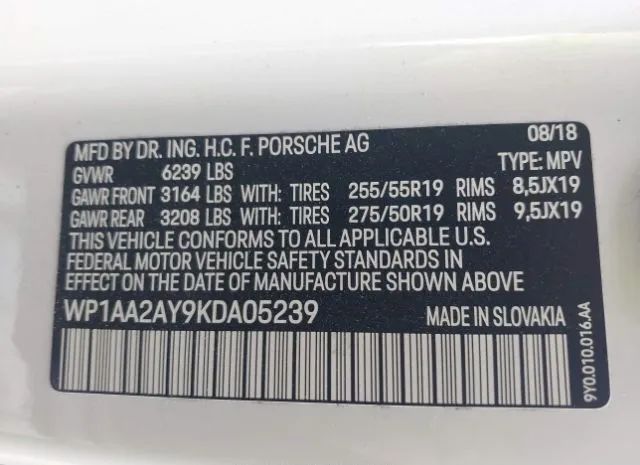 MFD BY DR. ING. H.C. F. PORSCHE AG 08/18
GVWR 6239 LBS TYPE: MPV
GAWR FRONT 3164 LBS WITH: TIRES 255/55R19 RIMS 8,5JX19
GAWR REAR 3208 LBS WITH: TIRES 275/50R19 RIMS 9,5JX19
THIS VEHICLE CONFORMS TO ALL APPLICABLE U.S.
FEDERAL MOTOR VEHICLE SAFETY STANDARDS IN
EFFECT ON THE DATE OF MANUFACTURE SHOWN ABOVE
WP1AA2AY9KDA05239 MADE IN SLOVAKIA
9Y0.010.016.AA